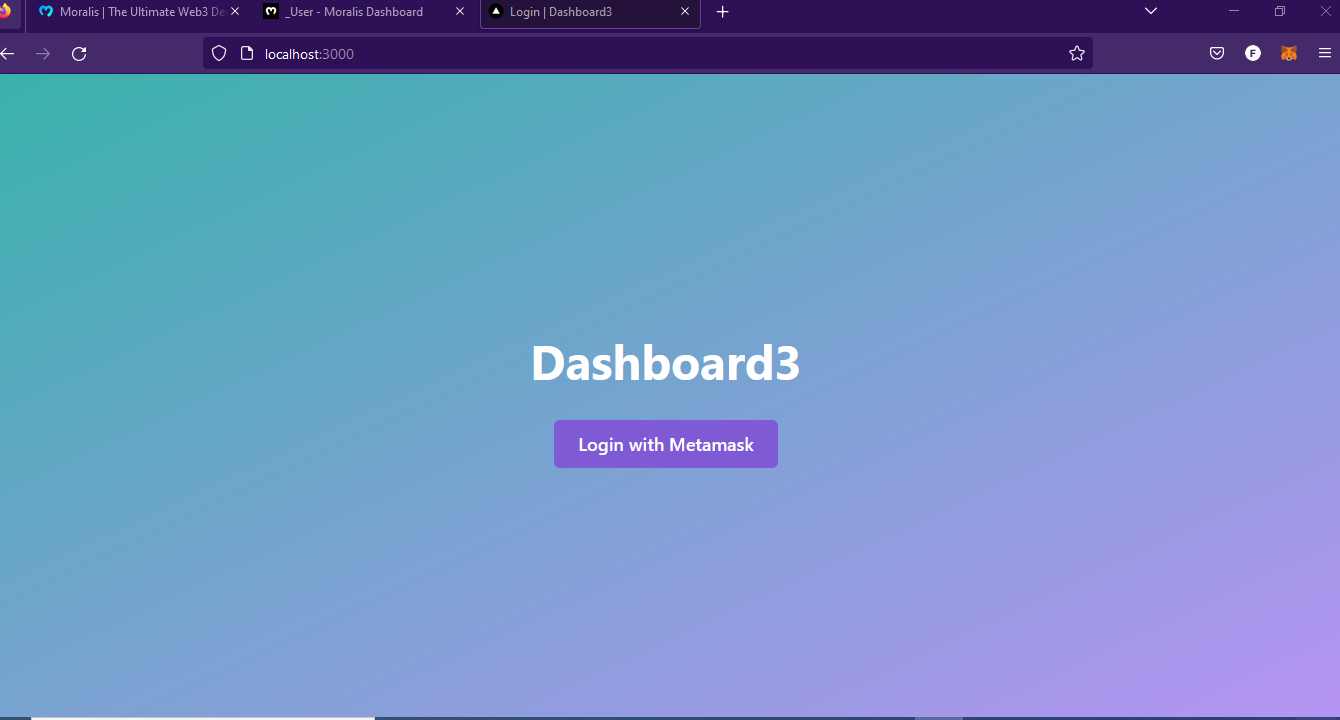 Moralis | The Ultimate Web3 De
_User - Moralis Dashboard
Login | Dashboard3
localhost:3000
F
Dashboard3
Login with Metamask